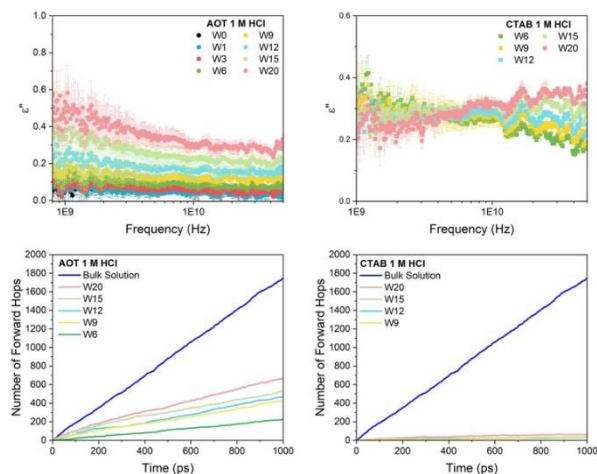 AOT 1 M HCl
W0 W9
W1 W12
W3 W15
W6 W20
1.0
0.8
0.6
0.4
0.2
0.0
ε''
1E9 1E10
Frequency (Hz)
CTAB 1 M HCl
W6 W15
W9 W20
W12
0.6
0.4
0.2
0.0
ε''
1E9 1E10
Frequency (Hz)
AOT 1 M HCl
Bulk Solution
W20
W15
W12
W9
W6
2000
1800
1600
1400
1200
1000
800
600
400
200
0
Number of Forward Hops
0 200 400 600 800 1000
Time (ps)
CTAB 1 M HCl
Bulk Solution
W20
W15
W12
W9
2000
1800
1600
1400
1200
1000
800
600
400
200
0
Number of Forward Hops
0 200 400 600 800 1000
Time (ps)